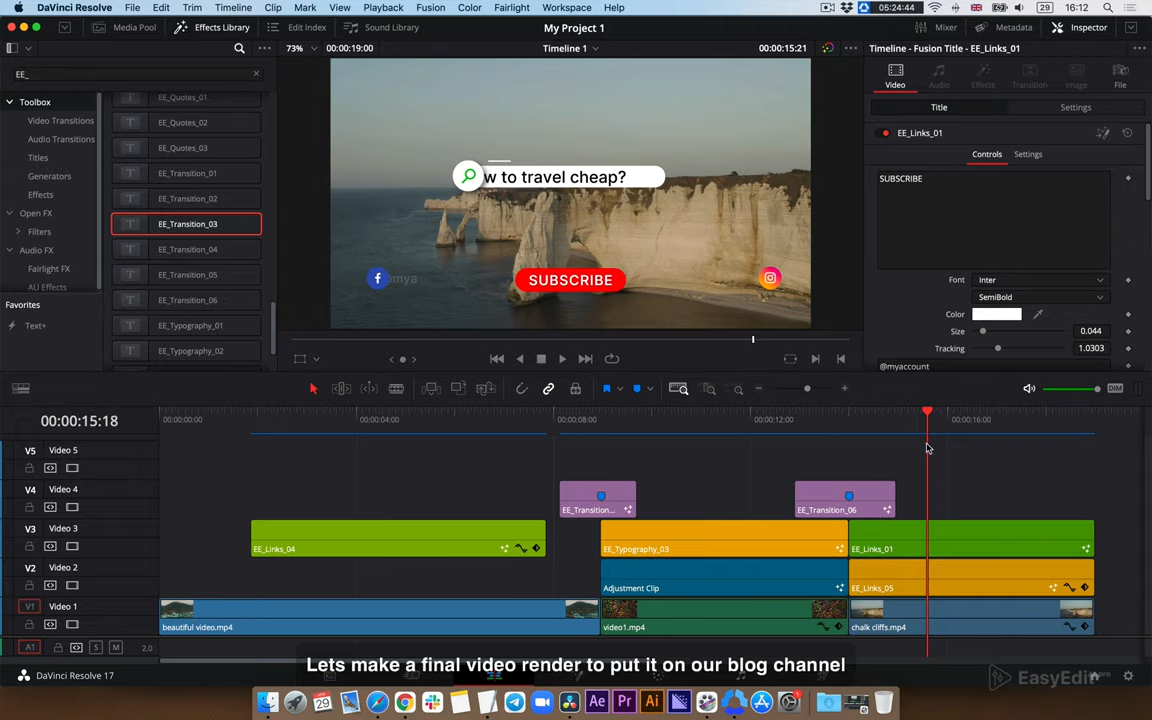 DaVinci Resolve File Edit Trim Timeline Clip Mark View Playback Fusion Color Fairlight Workspace Help 05:24:44 29 16:12
Media Pool Effects Library Edit Index Sound Library My Project 1 Mixer Metadata Inspector
73% 00:00:19:00 Timeline 1 00:00:15:21 Timeline - Fusion Title - EE_Links_01
EE_
Video Audio Effects Transition Image File
Toolbox
Video Transitions
Audio Transitions
Titles
Generators
Effects
Open FX
Filters
Audio FX
Fairlight FX
AU Effects
Favorites
Text+
EE_Quotes_01
EE_Quotes_02
EE_Quotes_03
EE_Transition_01
EE_Transition_02
EE_Transition_03
EE_Transition_04
EE_Transition_05
EE_Transition_06
EE_Typography_01
EE_Typography_02
w to travel cheap?
omya
SUBSCRIBE
Title Settings
EE_Links_01
Controls Settings
SUBSCRIBE
Font Inter
SemiBold
Color
Size 0.044
Tracking 1.0303
@myaccount
DIM
00:00:15:18 00:00:00:00 00:00:04:00 00:00:08:00 00:00:12:00 00:00:16:00
V5 Video 5
V4 Video 4
EE_Transition... EE_Transition_06
V3 Video 3
EE_Links_04 EE_Typography_03 EE_Links_01
V2 Video 2
Adjustment Clip EE_Links_05
V1 Video 1
beautiful video.mp4 video1.mp4 chalk cliffs.mp4
A1 S M 2.0
Lets make a final video render to put it on our blog channel
DaVinci Resolve 17
EasyEdit
29 Ae Pr Ai